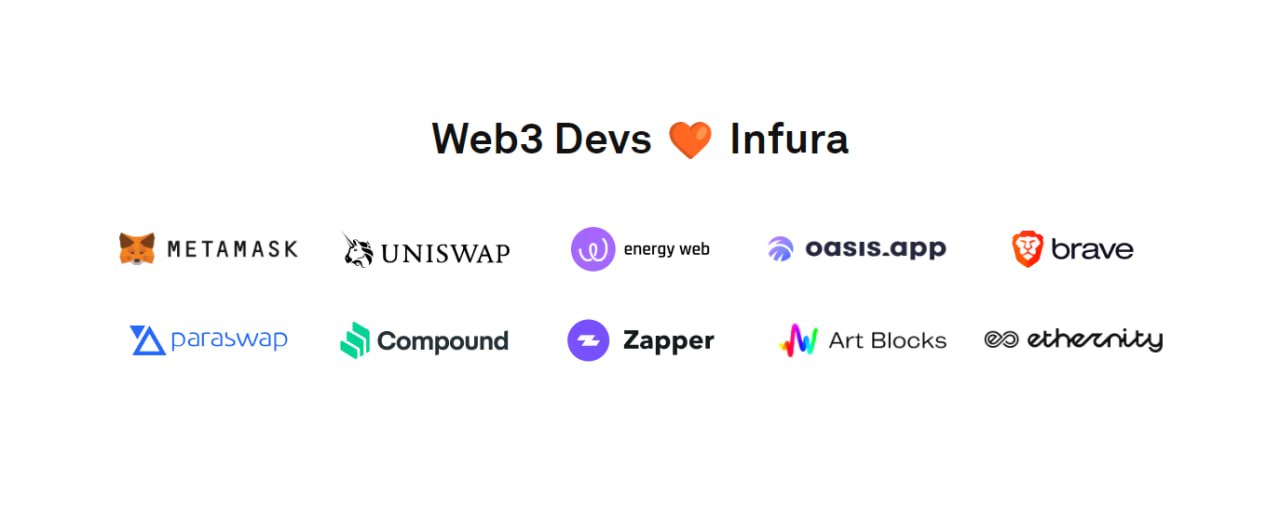 Web3 Devs 🧡 Infura
METAMASK UNISWAP energy web oasis.app brave
paraswap Compound Zapper Art Blocks ethernity